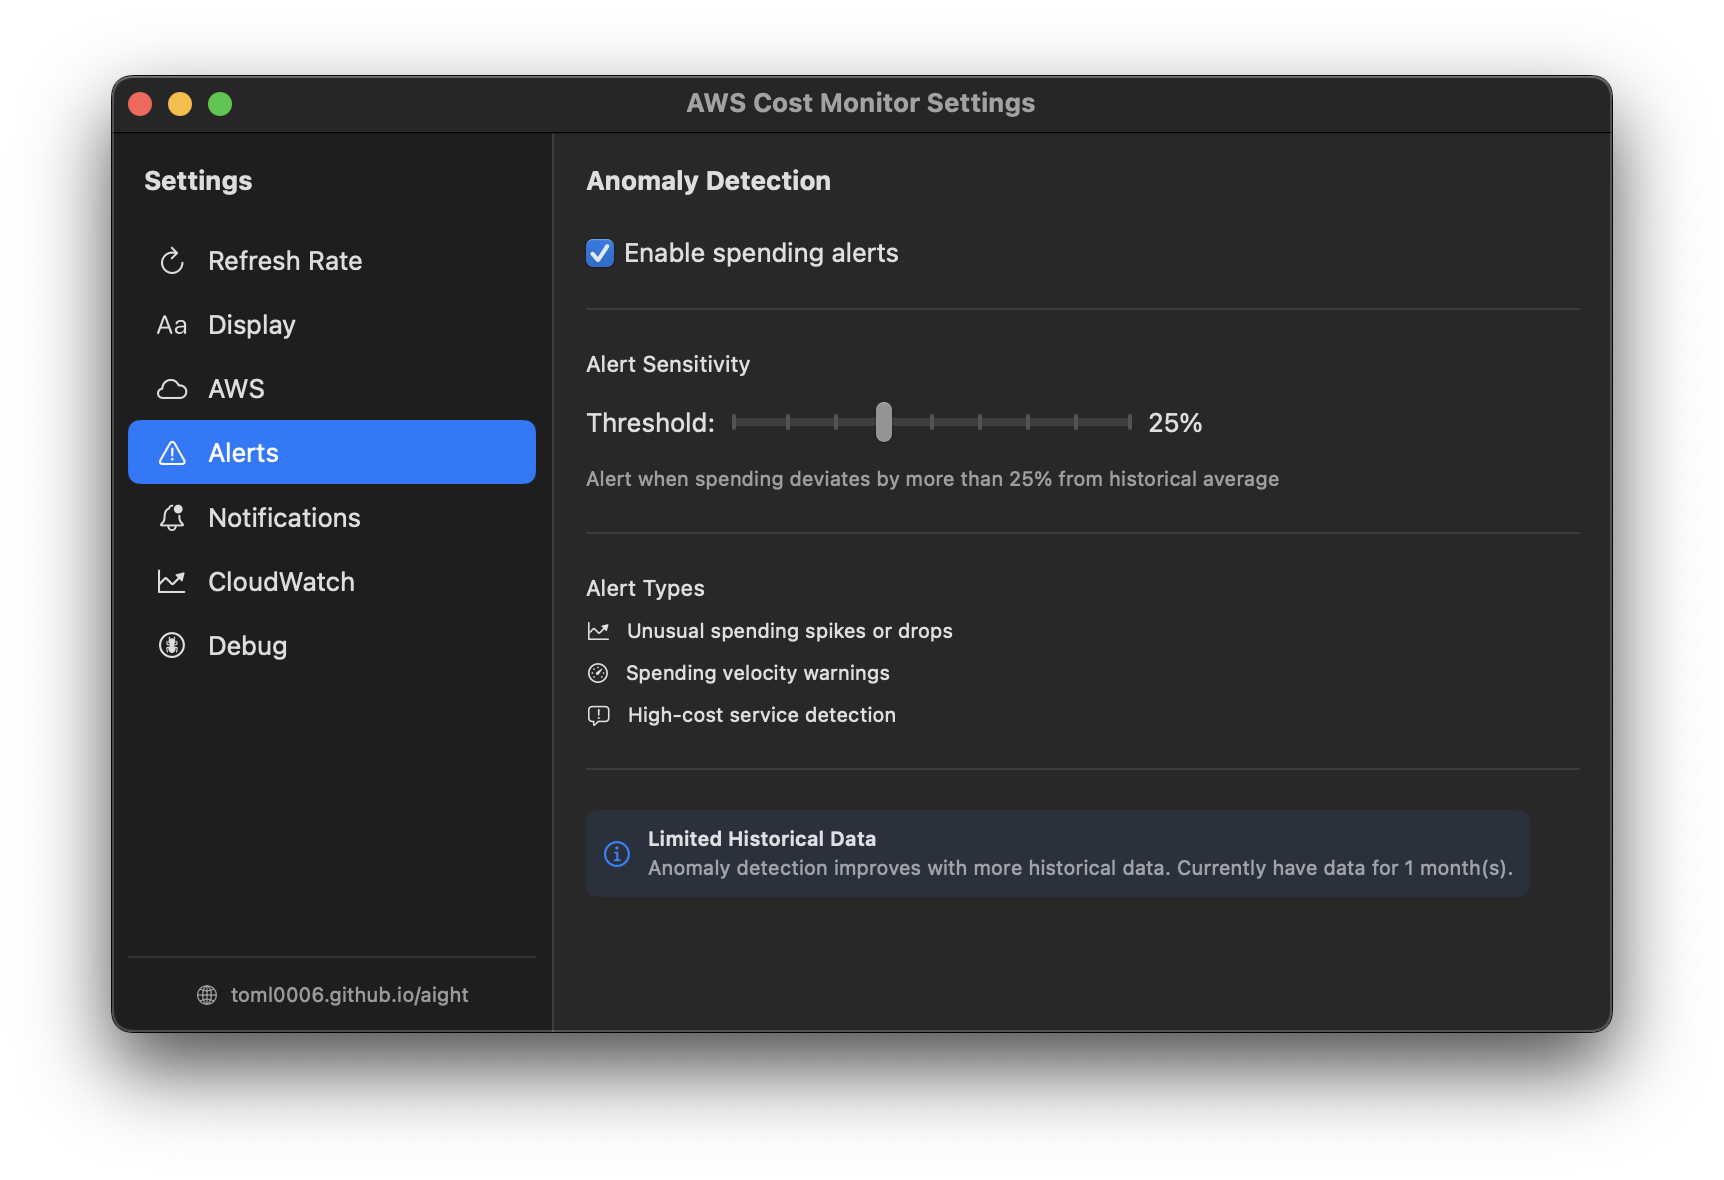 AWS Cost Monitor Settings
Settings
Refresh Rate
Aa Display
AWS
Alerts
Notifications
CloudWatch
Debug
toml0006.github.io/aight
Anomaly Detection
Enable spending alerts
Alert Sensitivity
Threshold: 25%
Alert when spending deviates by more than 25% from historical average
Alert Types
Unusual spending spikes or drops
Spending velocity warnings
High-cost service detection
Limited Historical Data
Anomaly detection improves with more historical data. Currently have data for 1 month(s).